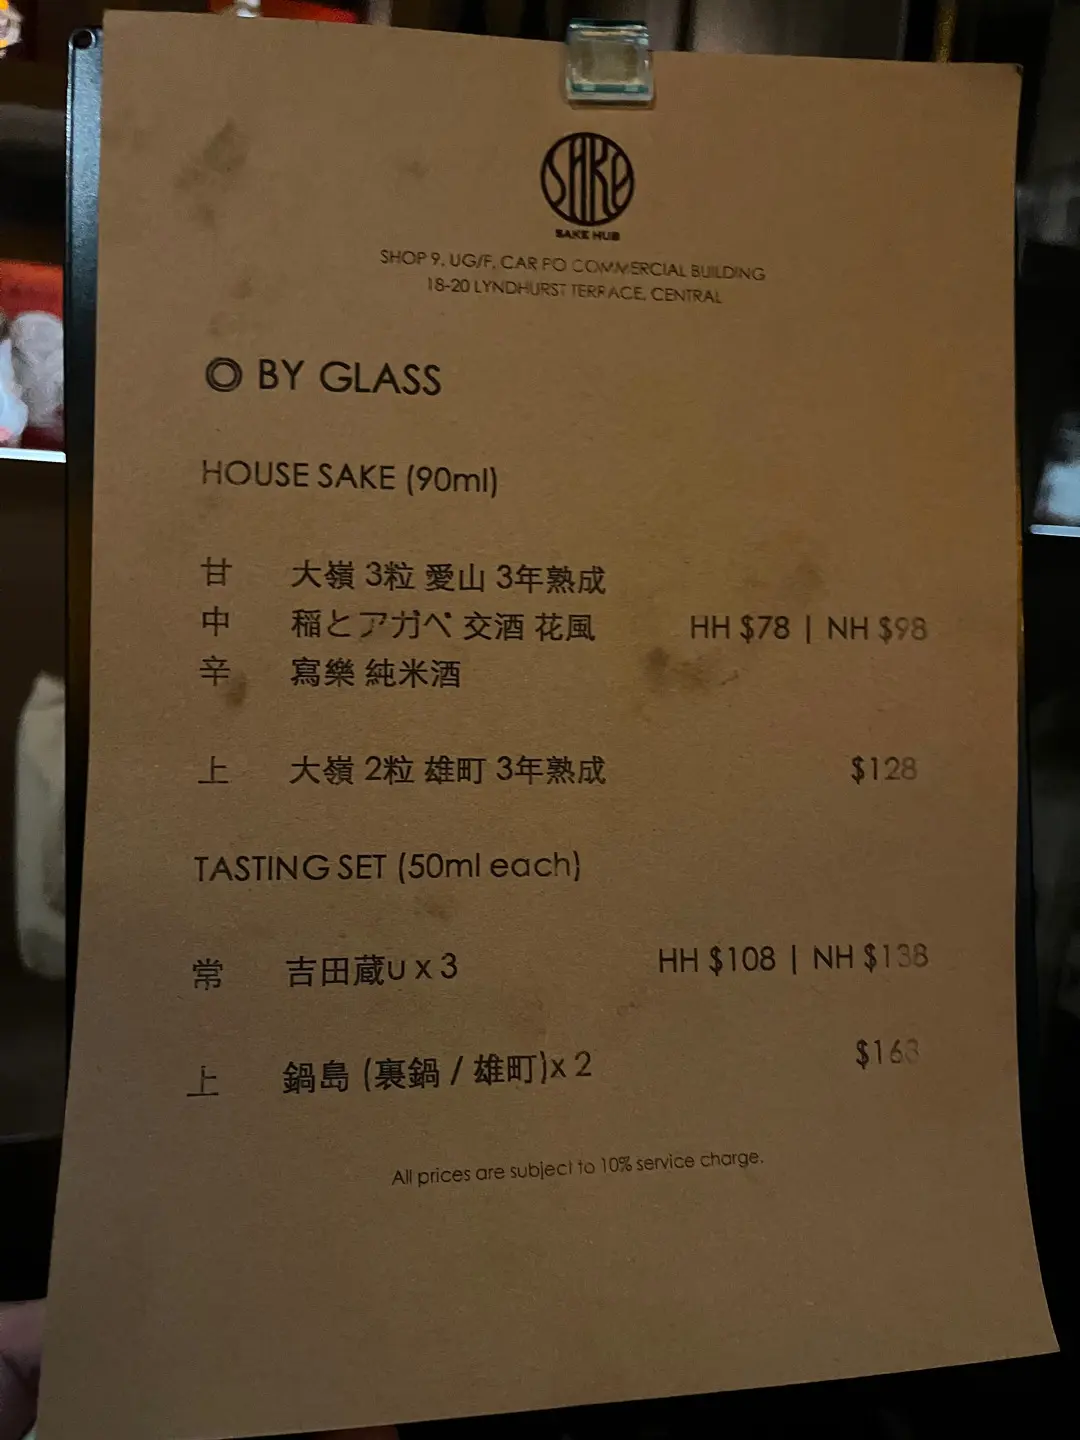 SAKE
SAKE HUB
SHOP 9, UG/F, CAR PO COMMERCIAL BUILDING
18-20 LYNDHURST TERRACE, CENTRAL
◎ BY GLASS
HOUSE SAKE (90ml)
甘 大嶺 3粒 愛山 3年熟成
中 稲とアガベ 交酒 花風 HH $78 | NH $98
辛 寫樂 純米酒
上 大嶺 2粒 雄町 3年熟成 $128
TASTING SET (50ml each)
常 吉田蔵u x 3 HH $108 | NH $138
上 鍋島 (裏鍋 / 雄町)x 2 $168
All prices are subject to 10% service charge.